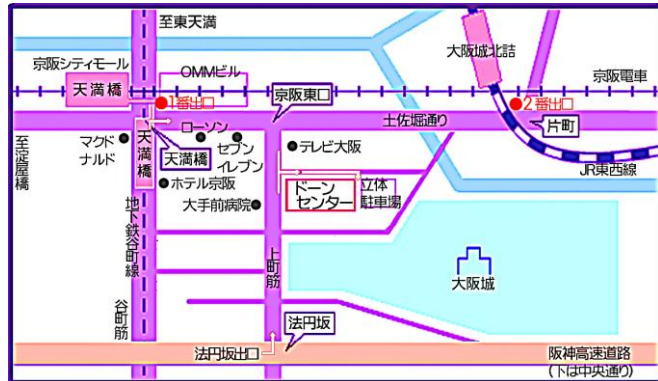 至東天満
大阪城北詰
京阪シティモール
OMMビル
京阪電車
天満橋
1番出口
京阪東口
2番出口
土佐堀通り
片町
至淀屋橋
マクド
ナルド
天満橋
ローソン
セブン
イレブン
テレビ大阪
天満橋
JR東西線
ホテル京阪
ドーン
センター
立体
駐車場
大手前病院
地下鉄谷町線
上町筋
大阪城
谷町筋
法円坂
法円坂出口
阪神高速道路
(下は中央通り)